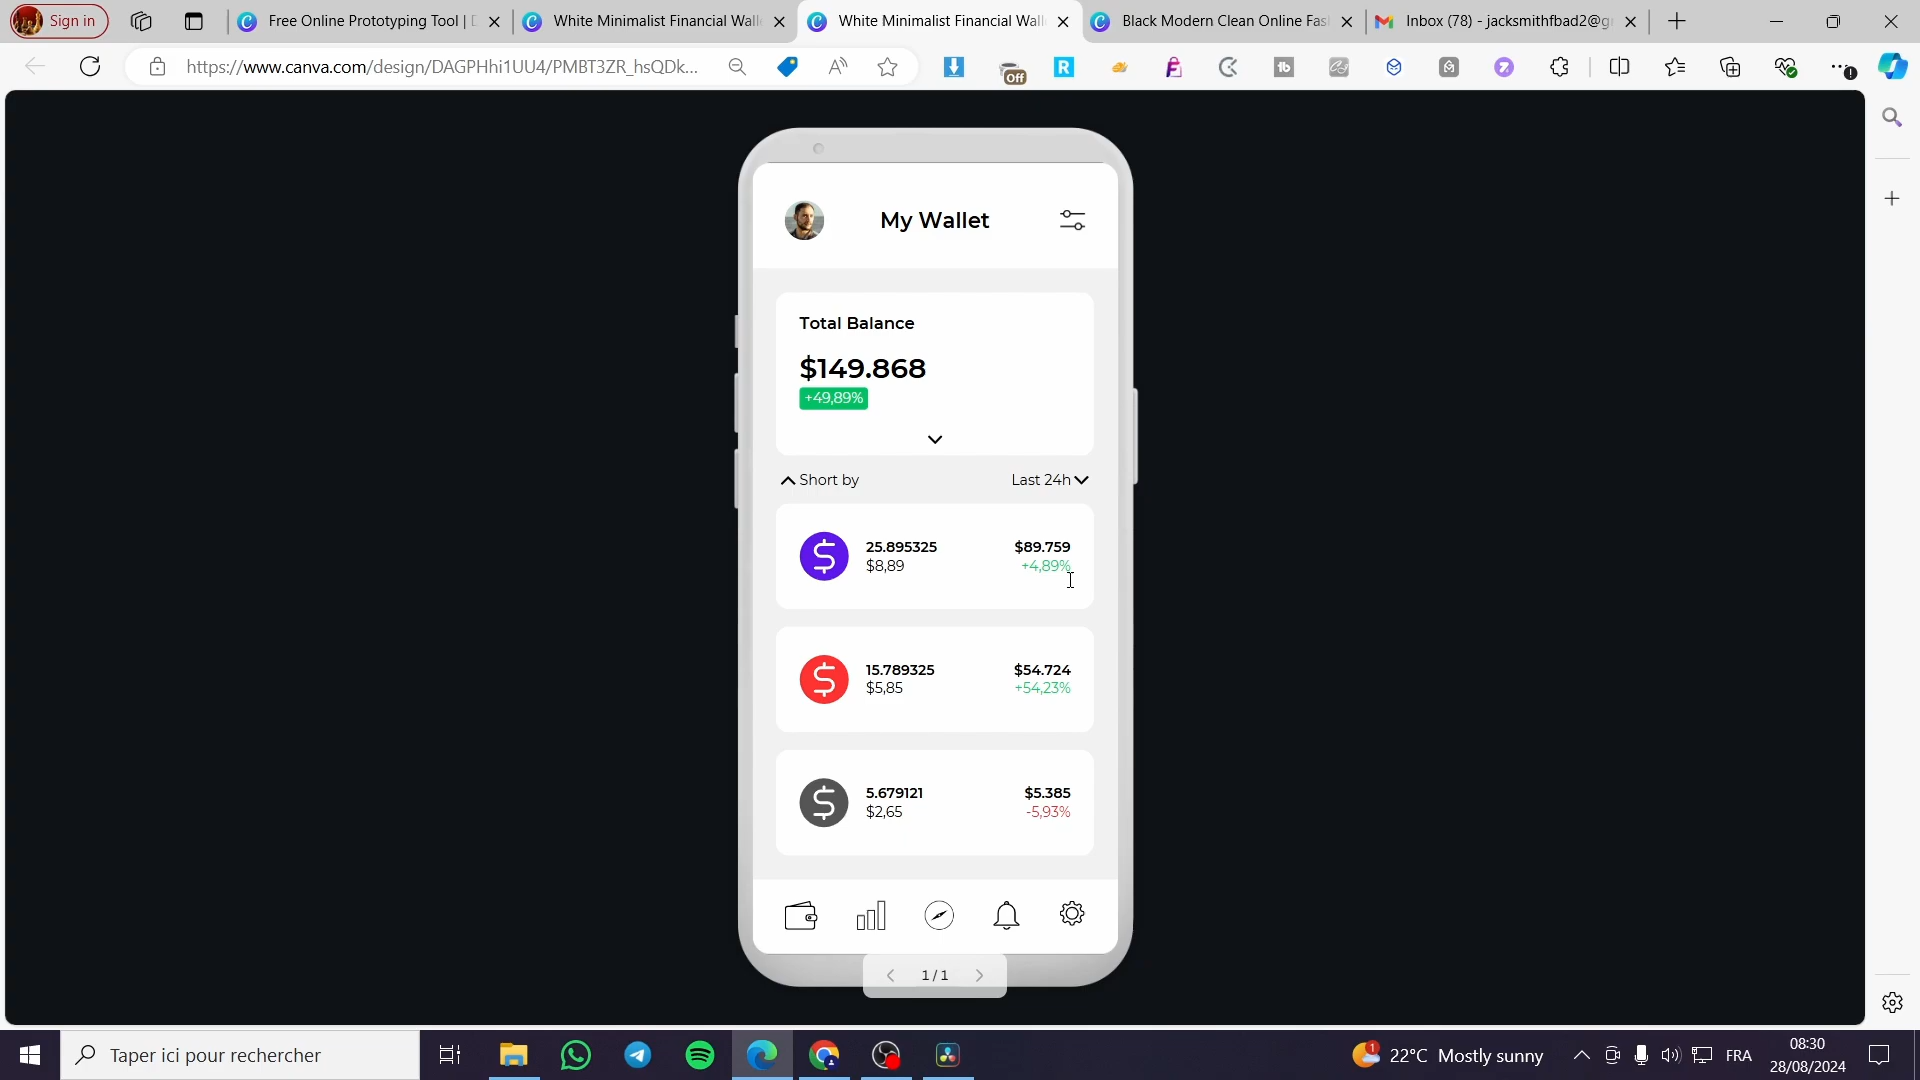 Sign in
Free Online Prototyping Tool | D
White Minimalist Financial Wall
White Minimalist Financial Wall
Black Modern Clean Online Fas
Inbox (78) - jacksmithfbad2@g
https://www.canva.com/design/DAGPHhi1UU4/PMBT3ZR_hsQDk...
A
Off
R
tb
My Wallet
Total Balance
$149.868
+49,89%
Short by
Last 24h
25.895325
$89.759
$8,89
+4,89%
15.789325
$54.724
$5,85
+54,23%
5.679121
$5.385
$2,65
-5,93%
1/1
Taper ici pour rechercher
1
22°C Mostly sunny
FRA
08:30
28/08/2024